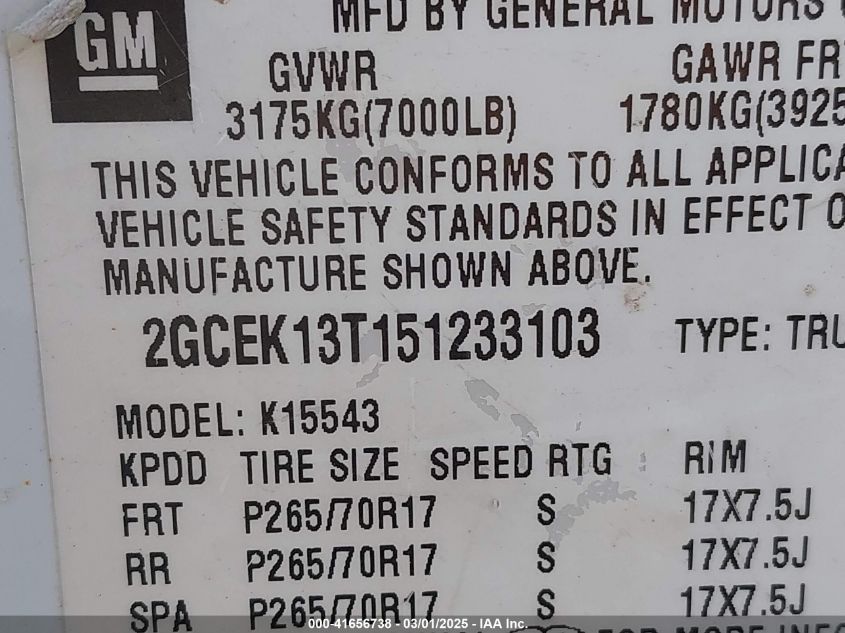 GM
MFD BY GENERAL MOTORS
GVWR GAWR FR
3175KG(7000LB) 1780KG(3925
THIS VEHICLE CONFORMS TO ALL APPLICA
VEHICLE SAFETY STANDARDS IN EFFECT O
MANUFACTURE SHOWN ABOVE.
2GCEK13T151233103 TYPE: TRU
MODEL: K15543
KPDD TIRE SIZE SPEED RTG RIM
FRT P265/70R17 S 17X7.5J
RR P265/70R17 S 17X7.5J
SPA P265/70R17 S 17X7.5J
FOR MORE INFO
000-41656738 - 03/01/2025 - IAA Inc.